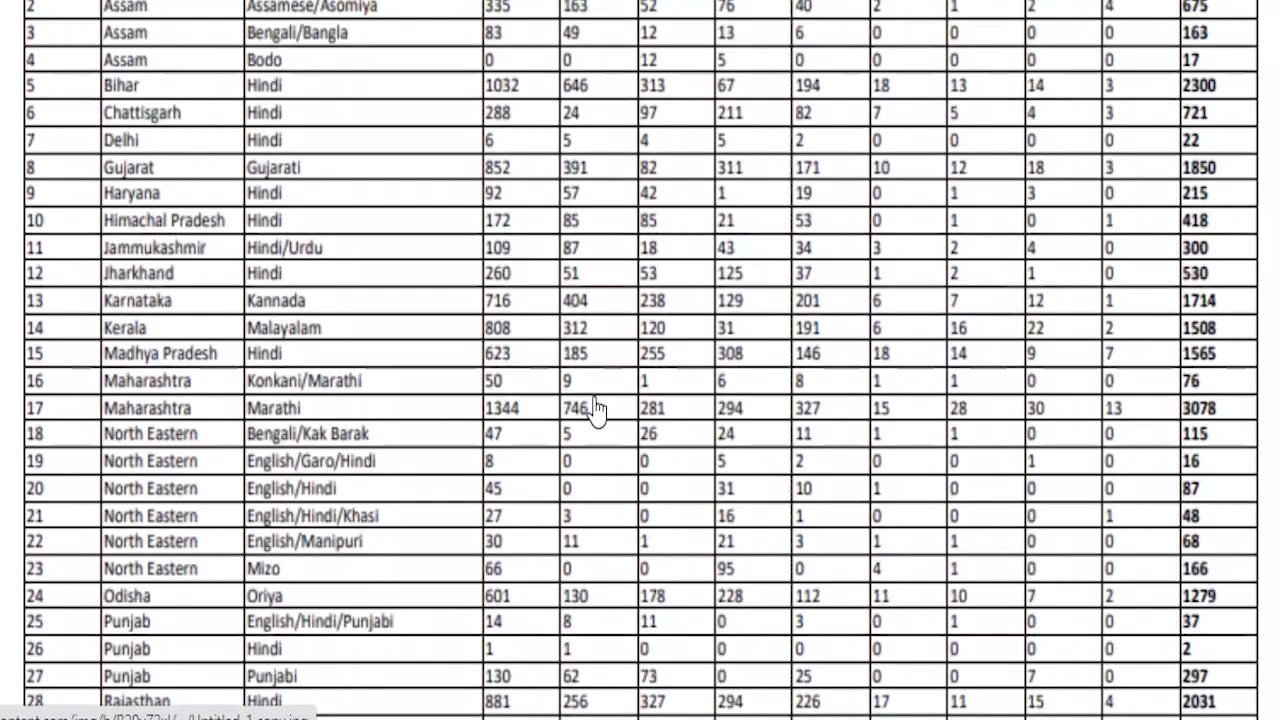 2 Assam Assamese/Asomiya 335 163 52 76 40 2 1 2 4 675
3 Assam Bengali/Bangla 83 49 12 13 6 0 0 0 0 163
4 Assam Bodo 0 0 12 5 0 0 0 0 0 17
5 Bihar Hindi 1032 646 313 67 194 18 13 14 3 2300
6 Chattisgarh Hindi 288 24 97 211 82 7 5 4 3 721
7 Delhi Hindi 6 5 4 5 2 0 0 0 0 22
8 Gujarat Gujarati 852 391 82 311 171 10 12 18 3 1850
9 Haryana Hindi 92 57 42 1 19 0 1 3 0 215
10 Himachal Pradesh Hindi 172 85 85 21 53 0 1 0 1 418
11 Jammukashmir Hindi/Urdu 109 87 18 43 34 3 2 4 0 300
12 Jharkhand Hindi 260 51 53 125 37 1 2 1 0 530
13 Karnataka Kannada 716 404 238 129 201 6 7 12 1 1714
14 Kerala Malayalam 808 312 120 31 191 6 16 22 2 1508
15 Madhya Pradesh Hindi 623 185 255 308 146 18 14 9 7 1565
16 Maharashtra Konkani/Marathi 50 9 1 6 8 1 1 0 0 76
17 Maharashtra Marathi 1344 746 281 294 327 15 28 30 13 3078
18 North Eastern Bengali/Kak Barak 47 5 26 24 11 1 1 0 0 115
19 North Eastern English/Garo/Hindi 8 0 0 5 2 0 0 1 0 16
20 North Eastern English/Hindi 45 0 0 31 10 1 0 0 0 87
21 North Eastern English/Hindi/Khasi 27 3 0 16 1 0 0 0 1 48
22 North Eastern English/Manipuri 30 11 1 21 3 1 1 0 0 68
23 North Eastern Mizo 66 0 0 95 0 4 1 0 0 166
24 Odisha Oriya 601 130 178 228 112 11 10 7 2 1279
25 Punjab English/Hindi/Punjabi 14 8 11 0 3 0 1 0 0 37
26 Punjab Hindi 1 1 0 0 0 0 0 0 0 2
27 Punjab Punjabi 130 62 73 0 25 0 0 7 0 297
28 Rajasthan Hindi 881 256 327 294 226 17 11 15 4 2031